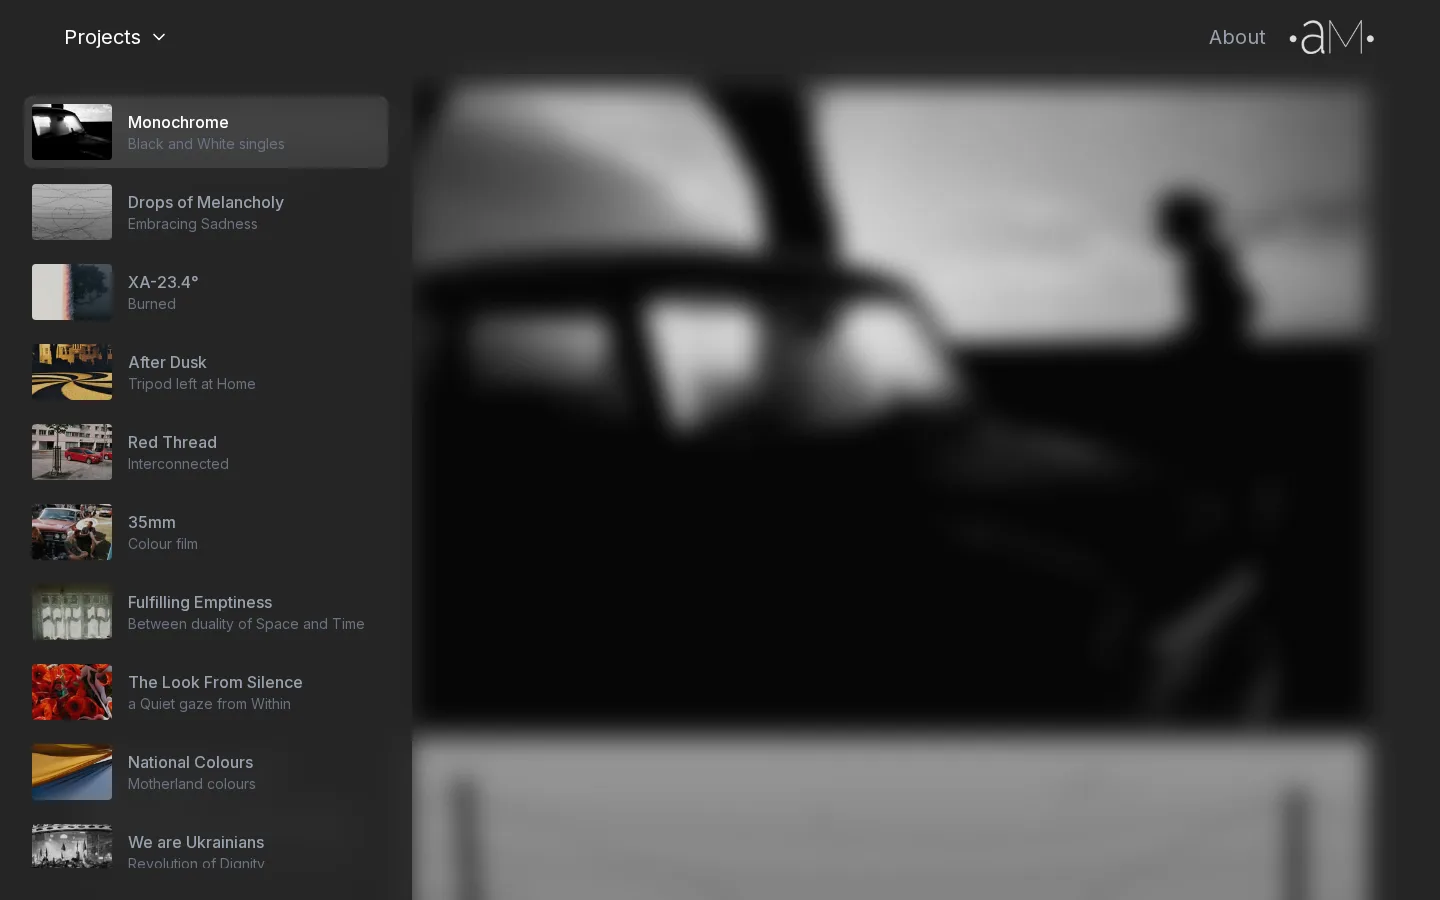 Projects
About
•aM•
Monochrome
Black and White singles
Drops of Melancholy
Embracing Sadness
XA-23.4°
Burned
After Dusk
Tripod left at Home
Red Thread
Interconnected
35mm
Colour film
Fulfilling Emptiness
Between duality of Space and Time
The Look From Silence
a Quiet gaze from Within
National Colours
Motherland colours
We are Ukrainians
Revolution of Dignity